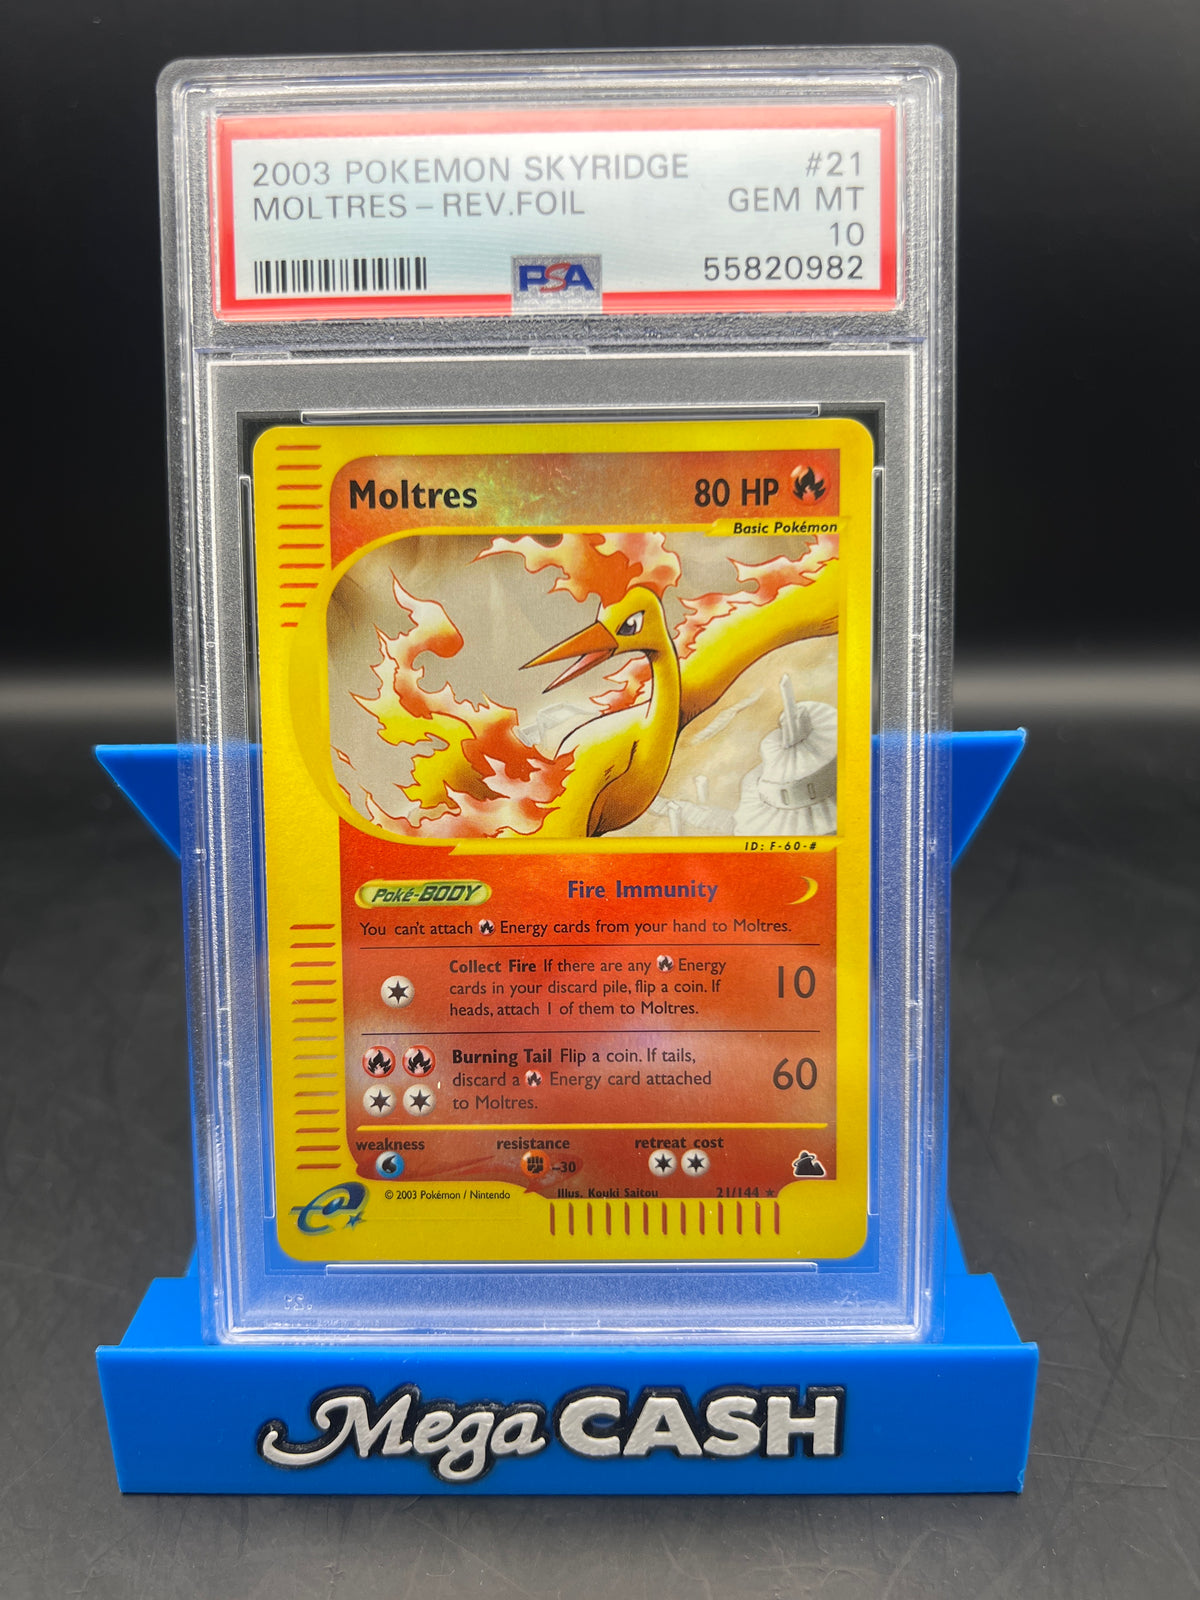 2003 POKEMON SKYRIDGE #21
MOLTRES - REV.FOIL GEM MT
10
PSA 55820982
Moltres 80 HP
Basic Pokémon
ID: F-60-#
Poké-BODY Fire Immunity
You can't attach Energy cards from your hand to Moltres.
Collect Fire If there are any Energy
cards in your discard pile, flip a coin. If
heads, attach 1 of them to Moltres.
10
Burning Tail Flip a coin. If tails,
discard a Energy card attached
to Moltres.
60
weakness resistance retreat cost
-30
© 2003 Pokémon / Nintendo Illus. Kouki Saitou 21/144 ★
e
Mega CASH